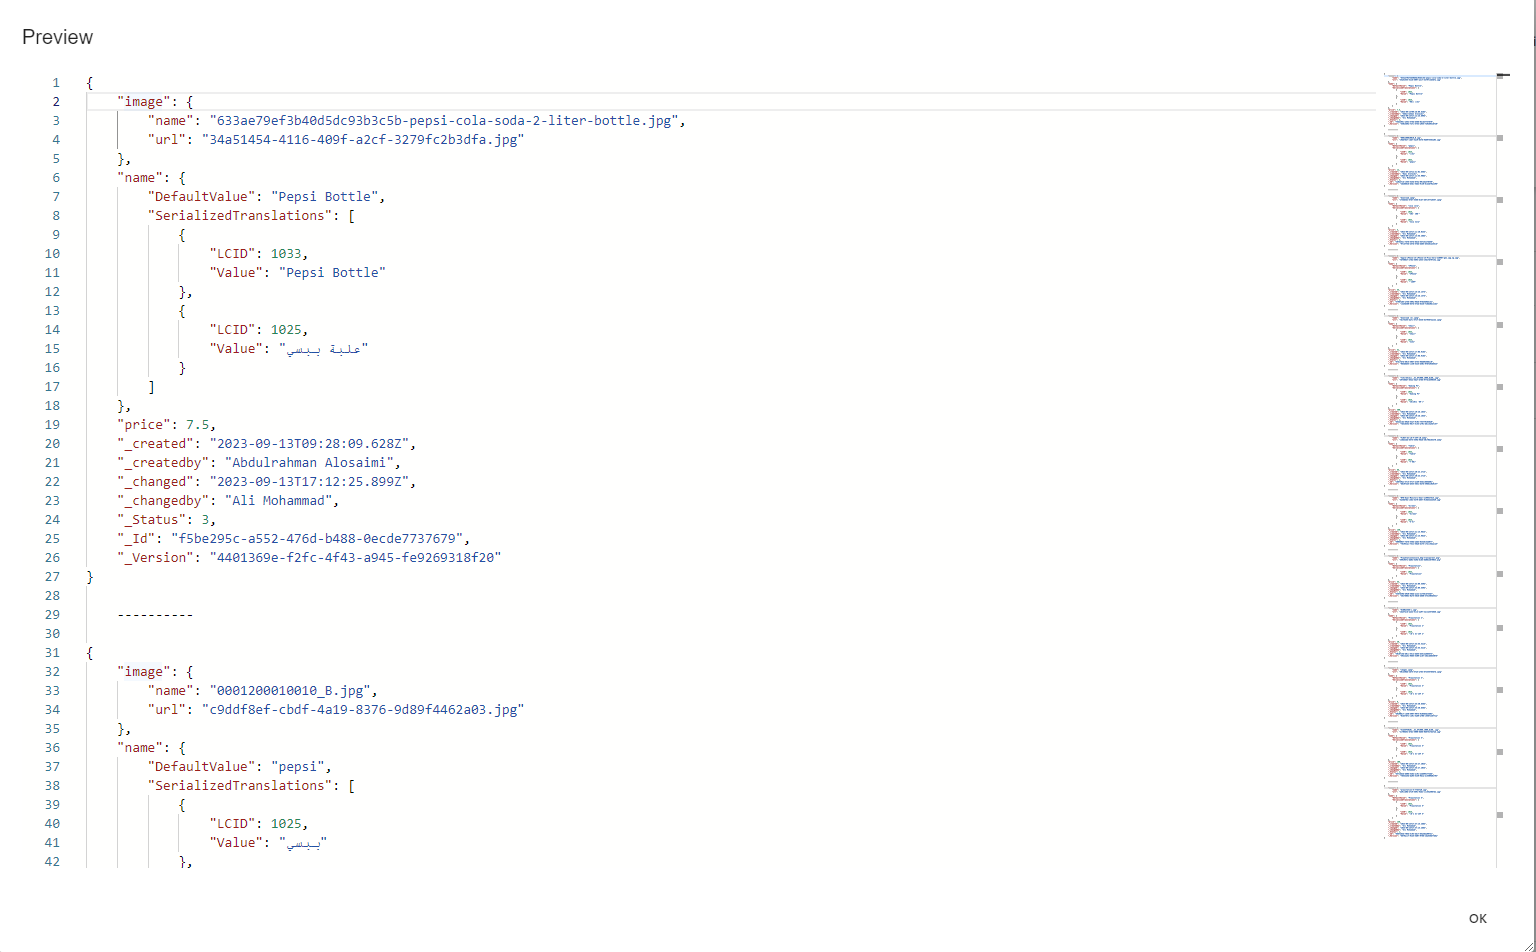 Preview
1 {
2 "image": {
3 "name": "633ae79ef3b40d5dc93b3c5b-pepsi-cola-soda-2-liter-bottle.jpg",
4 "url": "34a51454-4116-409f-a2cf-3279fc2b3dfa.jpg"
5 },
6 "name": {
7 "DefaultValue": "Pepsi Bottle",
8 "SerializedTranslations": [
9 {
10 "LCID": 1033,
11 "Value": "Pepsi Bottle"
12 },
13 {
14 "LCID": 1025,
15 "Value": "علبة ببسي"
16 }
17 ]
18 },
19 "price": 7.5,
20 "_created": "2023-09-13T09:28:09.628Z",
21 "_createdby": "Abdulrahman Alosaimi",
22 "_changed": "2023-09-13T17:12:25.899Z",
23 "_changedby": "Ali Mohammad",
24 "_Status": 3,
25 "_Id": "f5be295c-a552-476d-b488-0ecde7737679",
26 "_Version": "4401369e-f2fc-4f43-a945-fe9269318f20"
27 }
28
29 ----------
30
31 {
32 "image": {
33 "name": "0001200010010_B.jpg",
34 "url": "c9ddf8ef-cbdf-4a19-8376-9d89f4462a03.jpg"
35 },
36 "name": {
37 "DefaultValue": "pepsi",
38 "SerializedTranslations": [
39 {
40 "LCID": 1025,
41 "Value": "ببسي"
42 },
OK